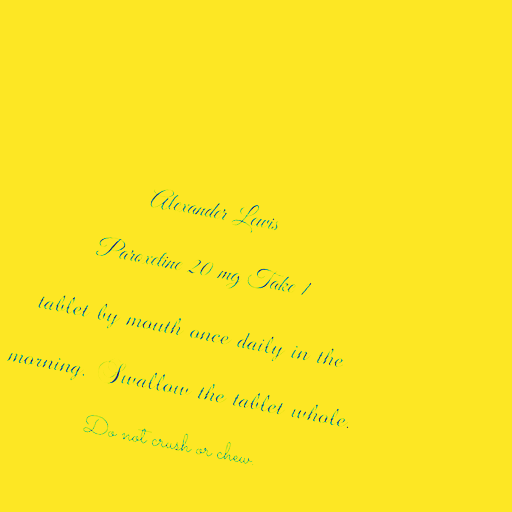 Alexander Lewis
Paroxetine 20 mg Take 1
tablet by mouth once daily in the
morning. Swallow the tablet whole.
Do not crush or chew.